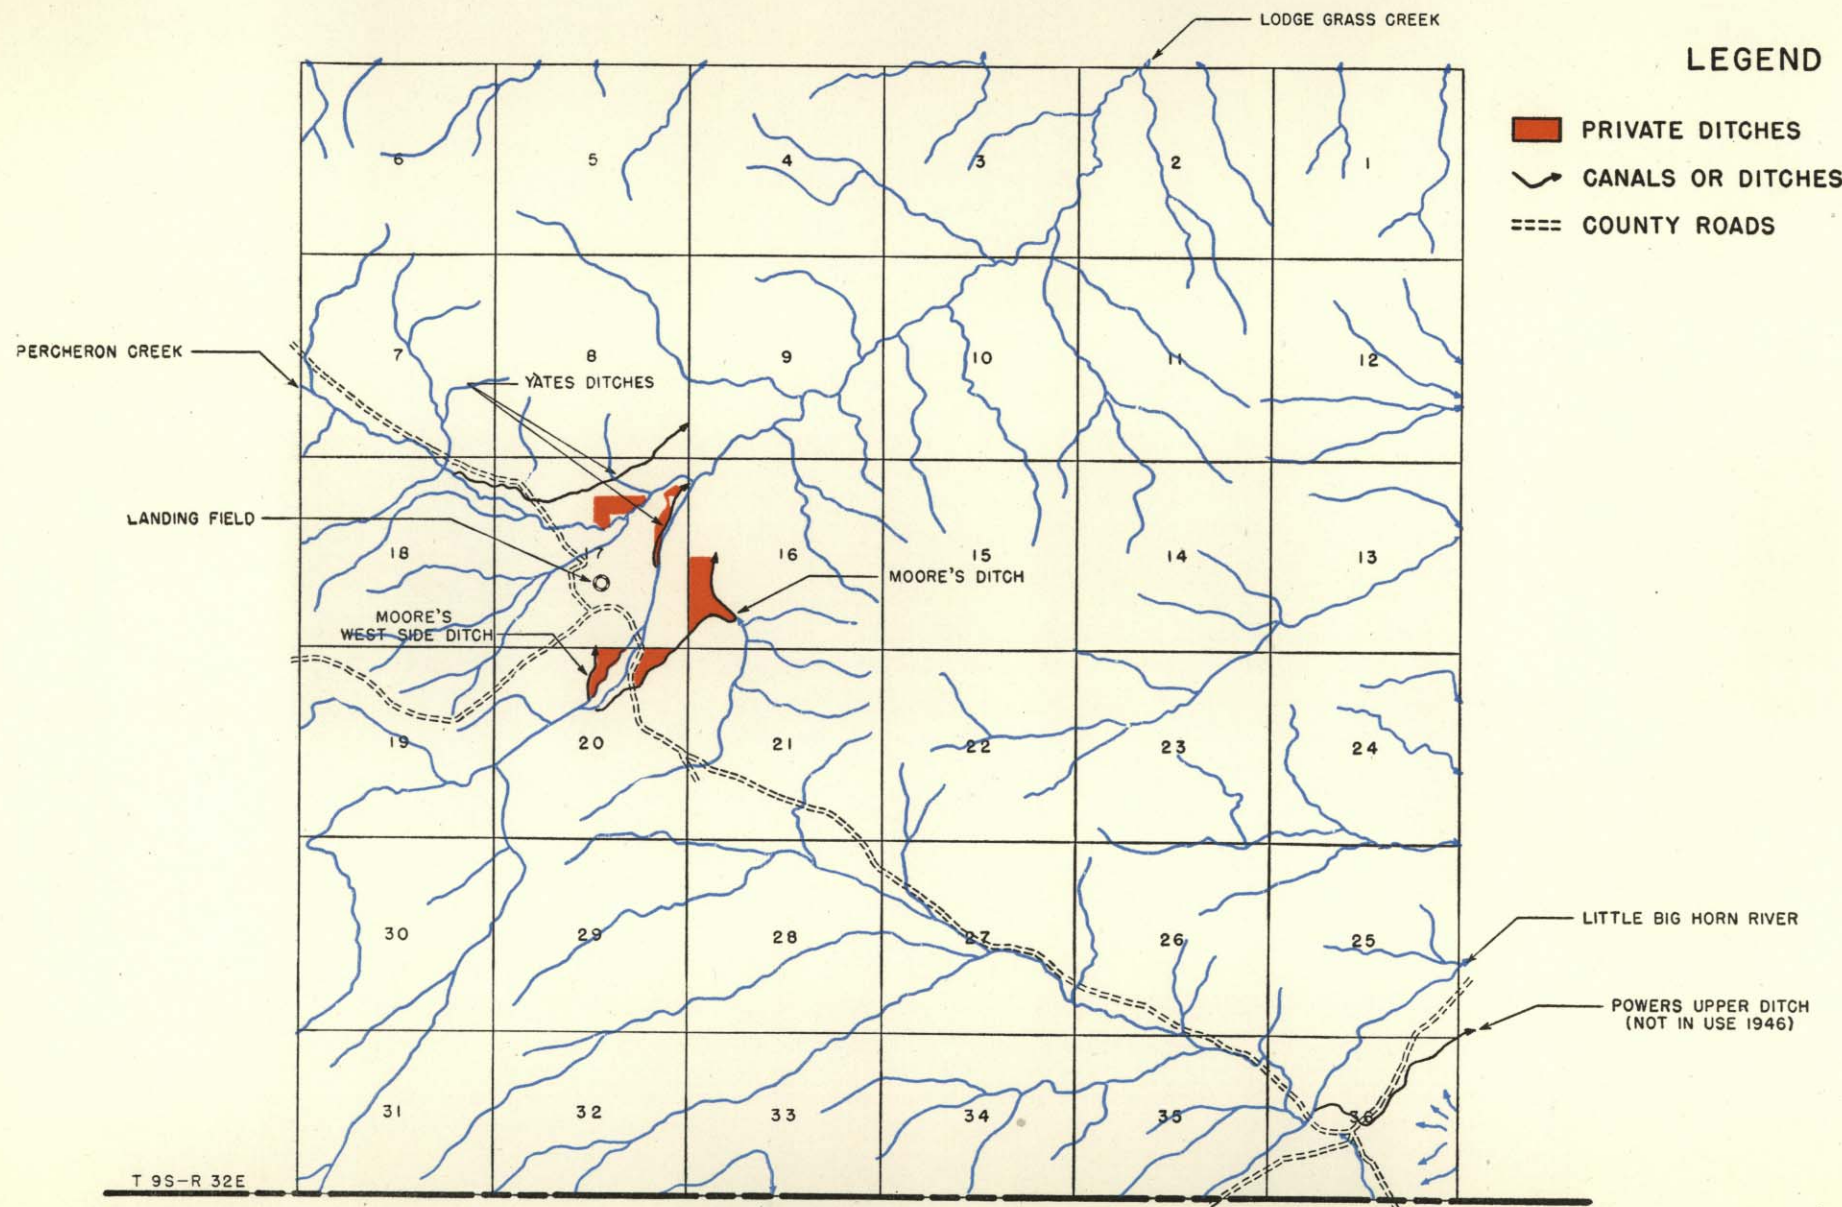 LODGE GRASS CREEK
LEGEND
PRIVATE DITCHES
CANALS OR DITCHES
COUNTY ROADS
6 5 4 3 2 1
PERCHERON CREEK
7 8 9 10 11 12
YATES DITCHES
LANDING FIELD
18 17 16 15 14 13
MOORE'S DITCH
MOORE'S
WEST SIDE DITCH
19 20 21 22 23 24
30 29 28 27 26 25
LITTLE BIG HORN RIVER
POWERS UPPER DITCH
(NOT IN USE 1946)
31 32 33 34 35 36
T 9S-R 32E